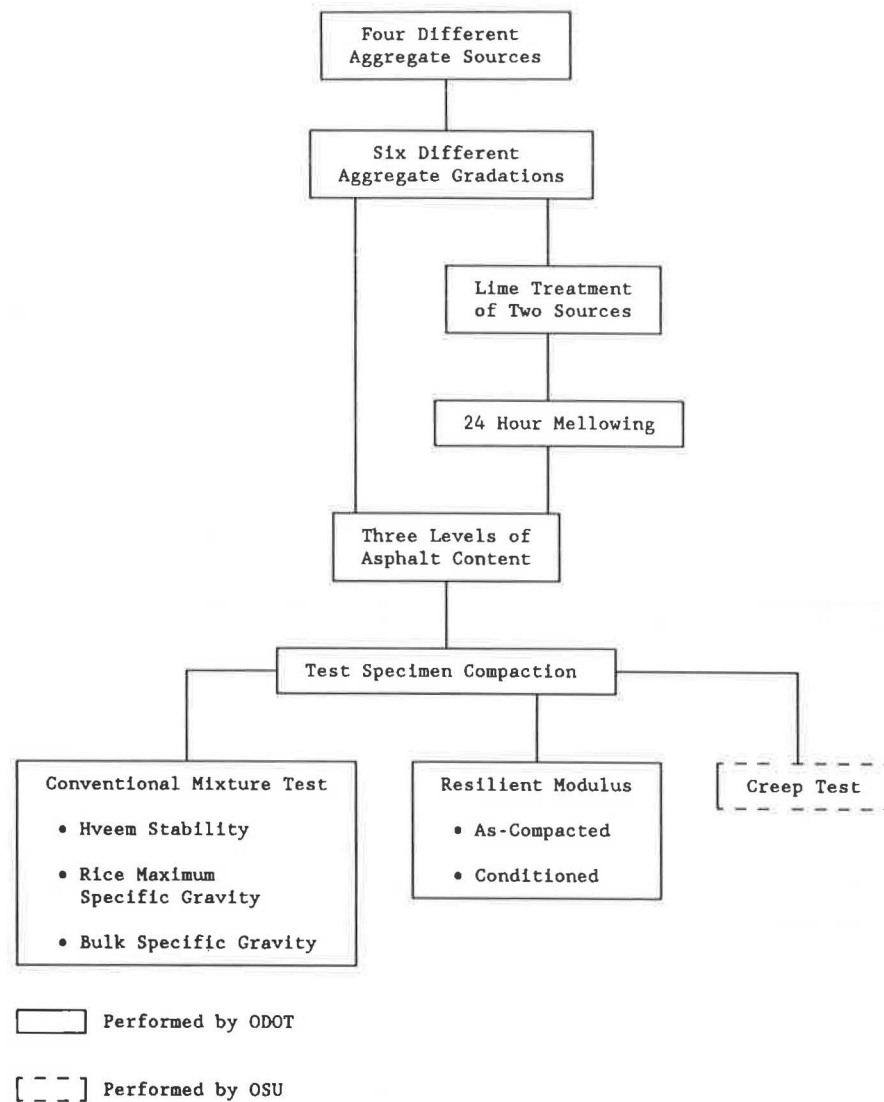 Four Different
Aggregate Sources
Six Different
Aggregate Gradations
Lime Treatment
of Two Sources
24 Hour Mellowing
Three Levels of
Asphalt Content
Test Specimen Compaction
Conventional Mixture Test
• Hveem Stability
• Rice Maximum
Specific Gravity
• Bulk Specific Gravity
Resilient Modulus
• As-Compacted
• Conditioned
Creep Test
Performed by ODOT
Performed by OSU